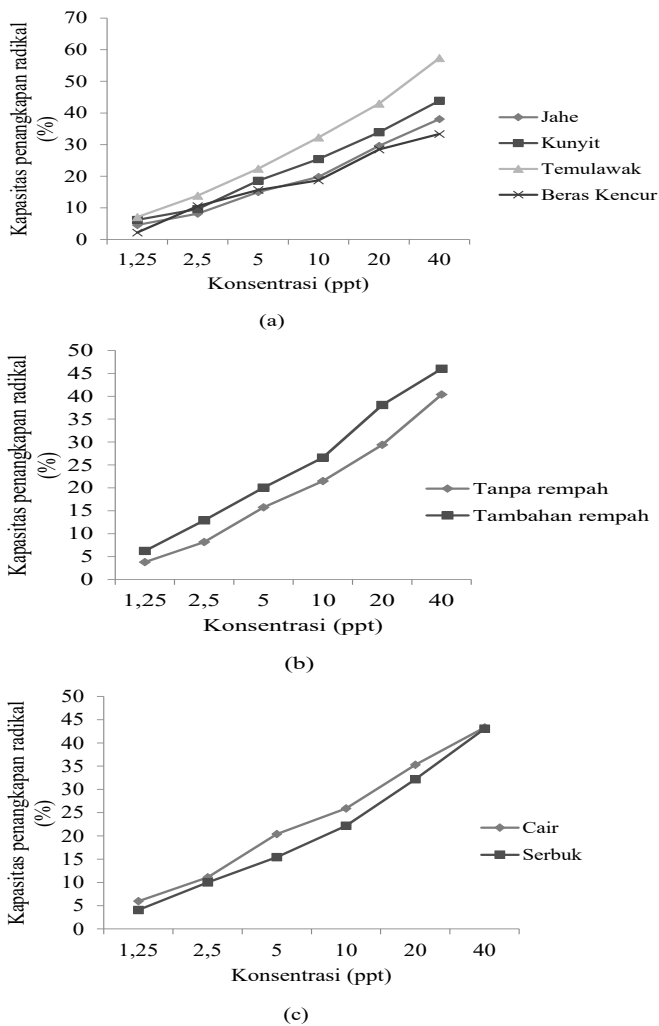 Kapasitas penangkapan radikal
(%)
70
60
50
40
30
20
10
0
1,25 2,5 5 10 20 40
Konsentrasi (ppt)
Jahe
Kunyit
Temulawak
Beras Kencur
(a)
Kapasitas penangkapan radikal
(%)
50
45
40
35
30
25
20
15
10
5
0
1,25 2,5 5 10 20 40
Konsentrasi (ppt)
Tanpa rempah
Tambahan rempah
(b)
Kapasitas penangkapan radikal
(%)
50
45
40
35
30
25
20
15
10
5
0
1,25 2,5 5 10 20 40
Konsentrasi (ppt)
Cair
Serbuk
(c)